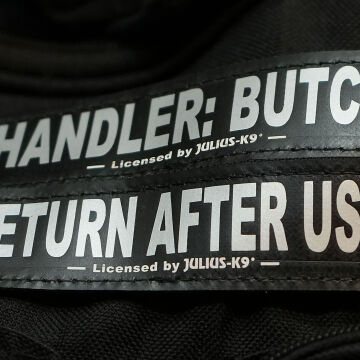 HANDLER: BUTC
— Licensed by JULIUS-K9® —
ETURN AFTER US
— Licensed by JULIUS-K9® —